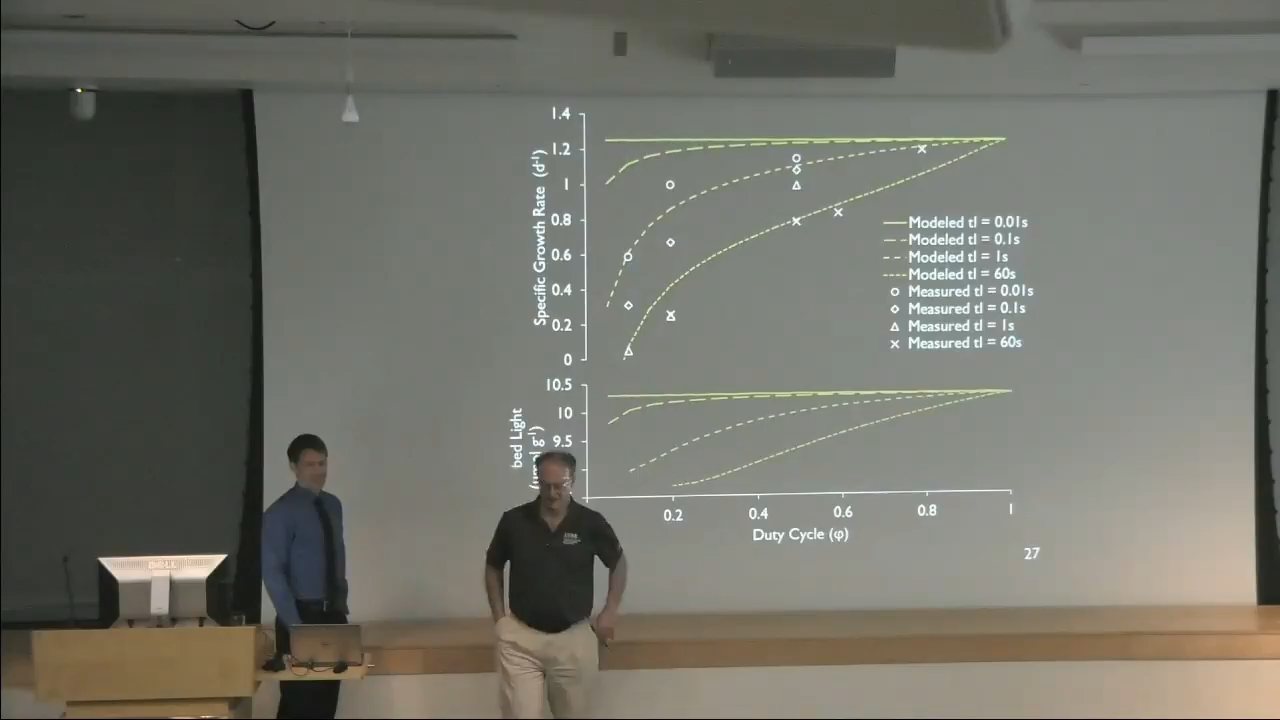 1.4
1.2
1
0.8
0.6
0.4
0.2
0
Specific Growth Rate (d⁻¹)
Modeled tl = 0.01s
Modeled tl = 0.1s
Modeled tl = 1s
Modeled tl = 60s
Measured tl = 0.01s
Measured tl = 0.1s
Measured tl = 1s
Measured tl = 60s
10.5
10
9.5
bed Light
g⁻¹)
0.2
0.4
0.6
0.8
1
Duty Cycle (φ)
27
DELL